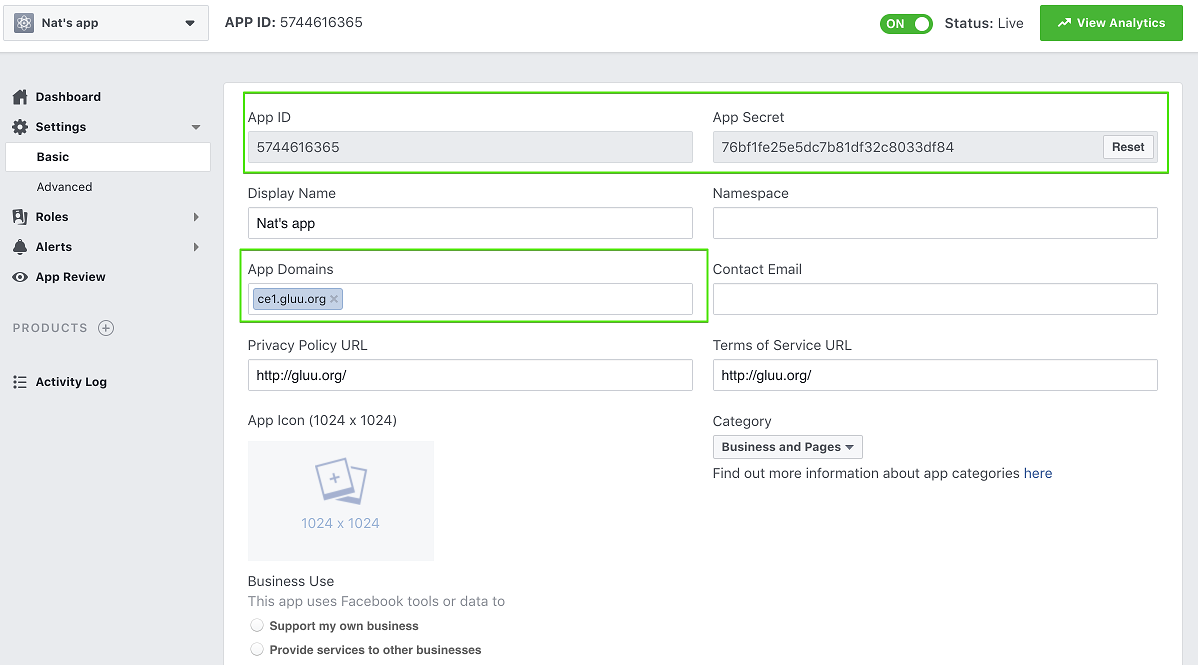 Nat's app
APP ID: 5744616365
ON
Status: Live
View Analytics
Dashboard
Settings
Basic
Advanced
Roles
Alerts
App Review
PRODUCTS
Activity Log
App ID
App Secret
5744616365
76bf1fe25e5dc7b81df32c8033df84
Reset
Display Name
Namespace
Nat's app
App Domains
Contact Email
ce1.gluu.org
Privacy Policy URL
Terms of Service URL
http://gluu.org/
http://gluu.org/
App Icon (1024 x 1024)
Category
Business and Pages
Find out more information about app categories here
1024 x 1024
Business Use
This app uses Facebook tools or data to
Support my own business
Provide services to other businesses